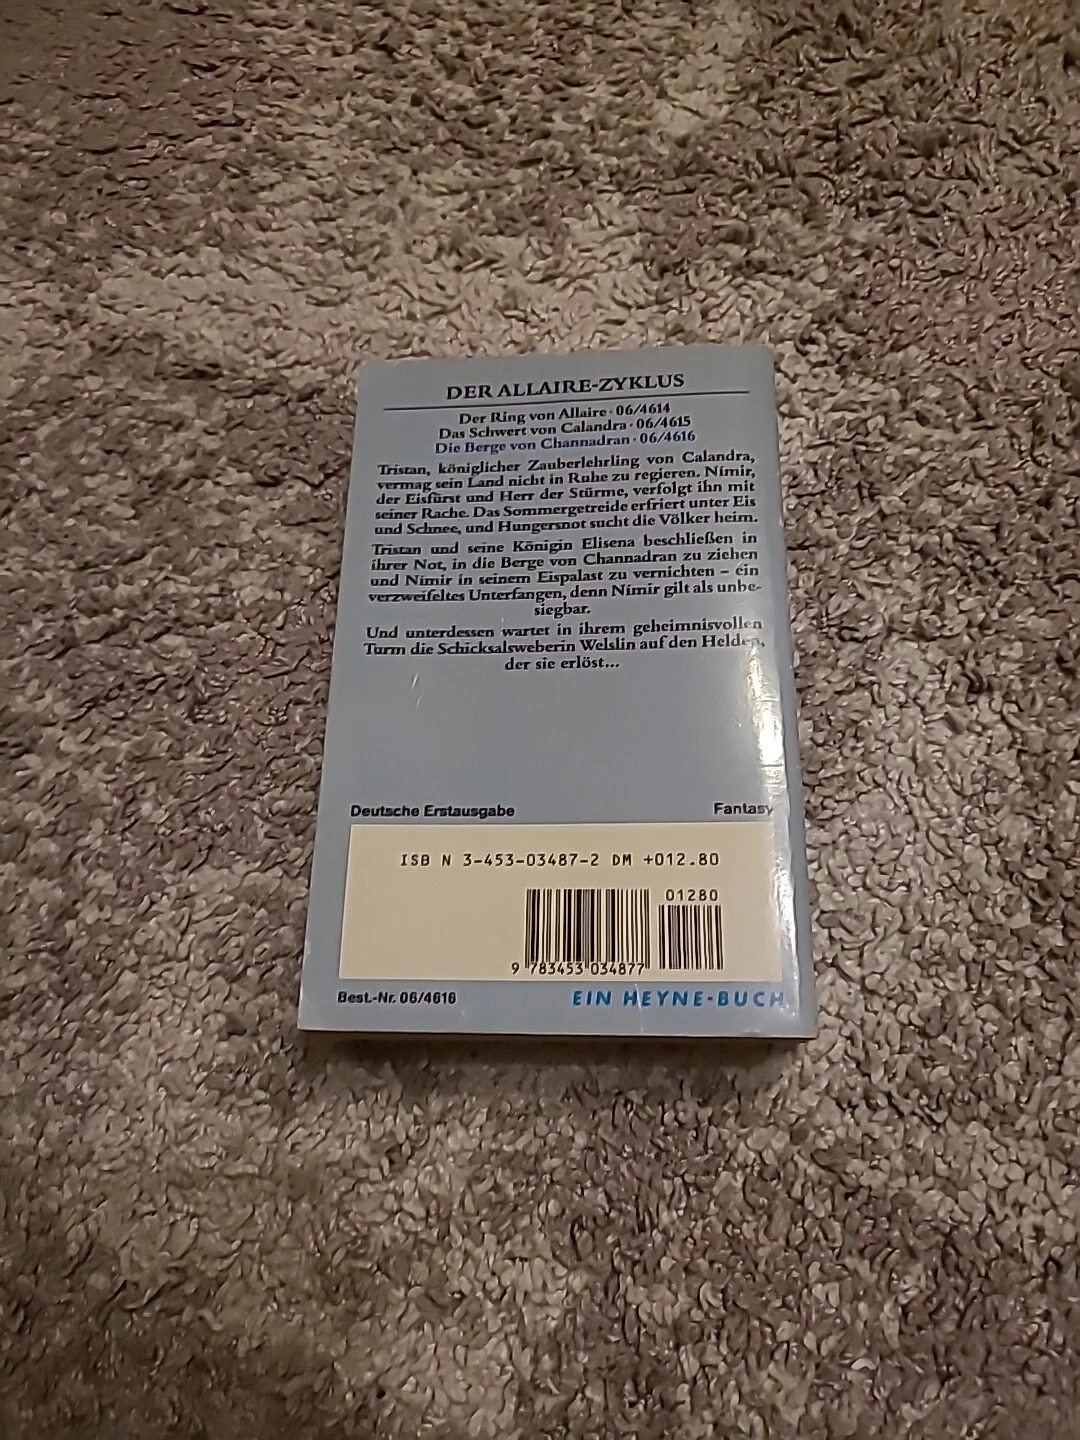 DER ALLAIRE-ZYKLUS
Der Ring von Allaire · 06/4614
Das Schwert von Calandra · 06/4615
Die Berge von Channadran · 06/4616
Tristan, königlicher Zauberlehrling von Calandra,
vermag sein Land nicht in Ruhe zu regieren. Nímir,
der Eisfürst und Herr der Stürme, verfolgt ihn mit
seiner Rache. Das Sommergetreide erfriert unter Eis
und Schnee, und Hungersnot sucht die Völker heim.
Tristan und seine Königin Elisena beschließen in
ihrer Not, in die Berge von Channadran zu ziehen
und Nímir in seinem Eispalast zu vernichten – ein
verzweifeltes Unterfangen, denn Nímir gilt als unbe-
siegbar.
Und unterdessen wartet in ihrem geheimnisvollen
Turm die Schicksalsweberin Welslin auf den Helden,
der sie erlöst...
Deutsche Erstausgabe
Fantasy
ISB N 3-453-03487-2 DM +012.80
01280
9 783453 034877
Best.-Nr. 06/4616
EIN HEYNE-BUCH